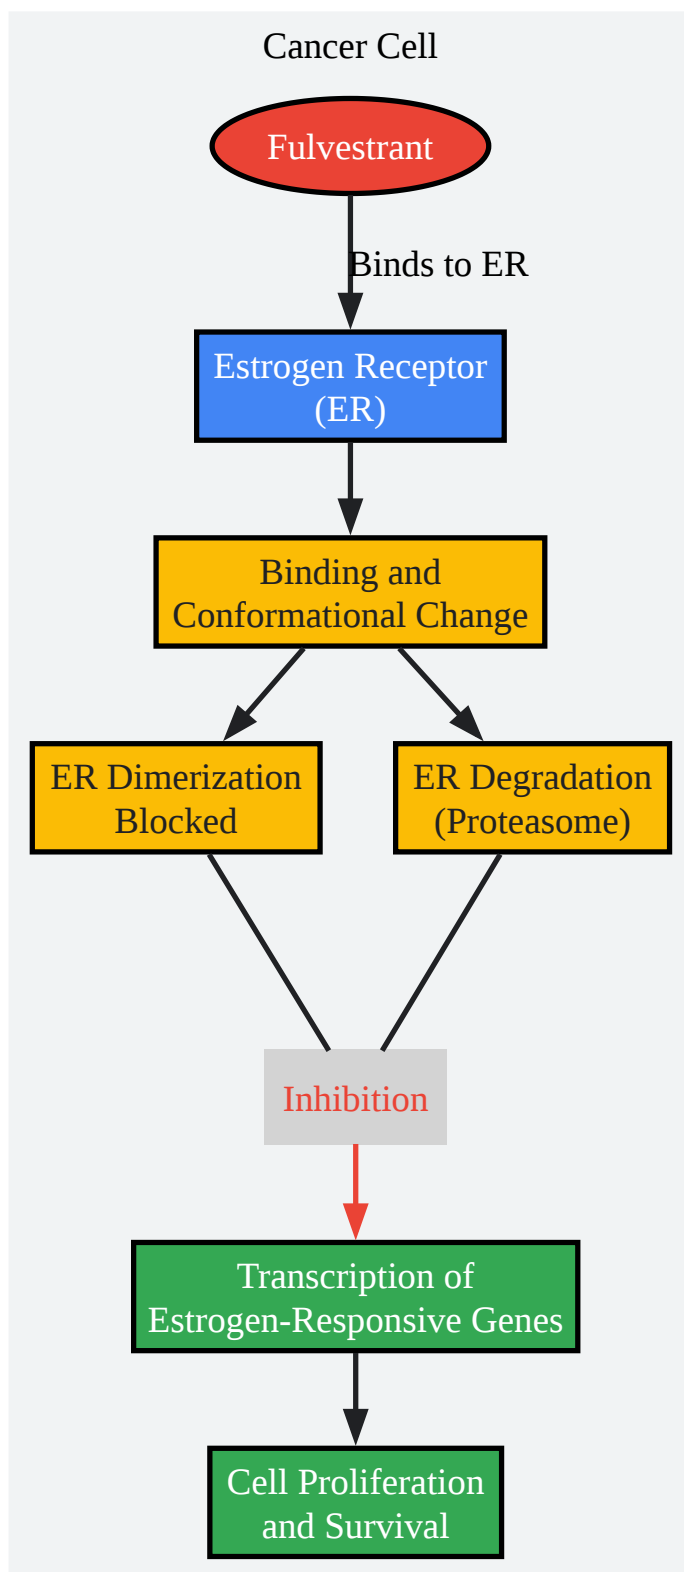 Cancer Cell
Fulvestrant
Binds to ER
Estrogen Receptor
(ER)
Binding and
Conformational Change
ER Dimerization
Blocked
ER Degradation
(Proteasome)
Inhibition
Transcription of
Estrogen-Responsive Genes
Cell Proliferation
and Survival